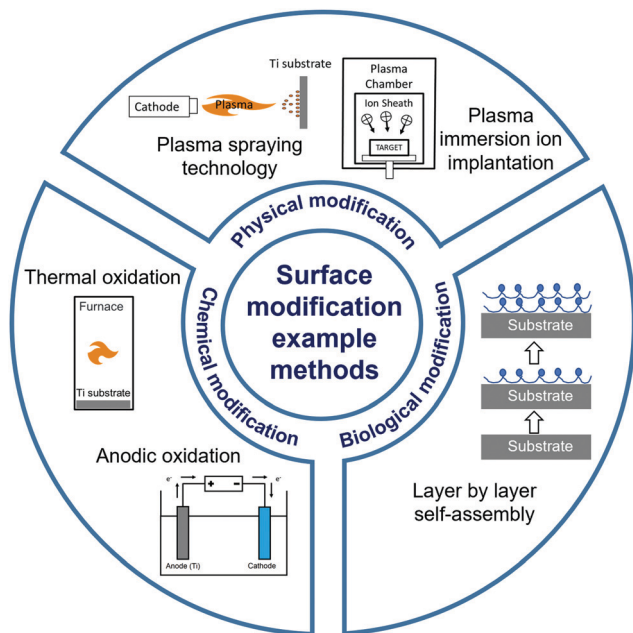 Ti substrate
Cathode
Plasma
Plasma spraying
technology
Plasma
Chamber
Ion Sheath
TARGET
Plasma
immersion ion
implantation
Physical modification
Chemical modification
Biological modification
Surface
modification
example
methods
Thermal oxidation
Furnace
Ti substrate
Anodic oxidation
e-
+ -
e-
Anode (Ti)
Cathode
Substrate
Substrate
Substrate
Layer by layer
self-assembly